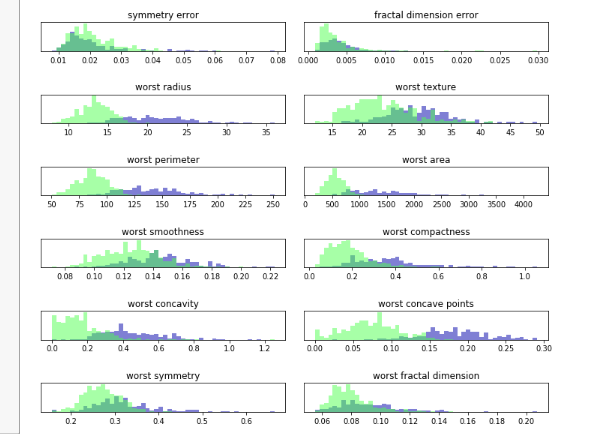 symmetry error
0.01 0.02 0.03 0.04 0.05 0.06 0.07 0.08
fractal dimension error
0.000 0.005 0.010 0.015 0.020 0.025 0.030
worst radius
10 15 20 25 30 35
worst texture
15 20 25 30 35 40 45 50
worst perimeter
50 75 100 125 150 175 200 225 250
worst area
0 500 1000 1500 2000 2500 3000 3500 4000
worst smoothness
0.08 0.10 0.12 0.14 0.16 0.18 0.20 0.22
worst compactness
0.0 0.2 0.4 0.6 0.8 1.0
worst concavity
0.0 0.2 0.4 0.6 0.8 1.0 1.2
worst concave points
0.00 0.05 0.10 0.15 0.20 0.25 0.30
worst symmetry
0.2 0.3 0.4 0.5 0.6
worst fractal dimension
0.06 0.08 0.10 0.12 0.14 0.16 0.18 0.20